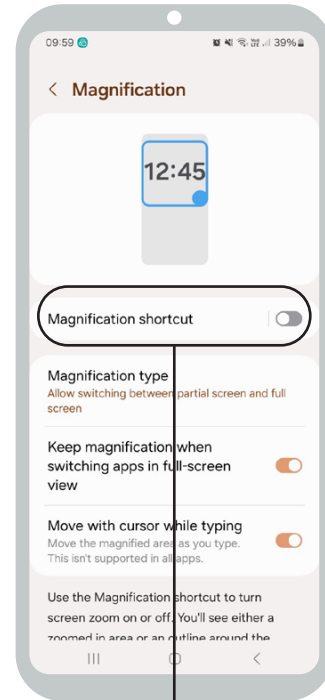 09:59 39%
Magnification
12:45
Magnification shortcut
Magnification type
Allow switching between partial screen and full
screen
Keep magnification when
switching apps in full-screen
view
Move with cursor while typing
Move the magnified area as you type.
This isn't supported in all apps.
Use the Magnification shortcut to turn
screen zoom on or off. You'll see either a
zoomed in area or an outline around the